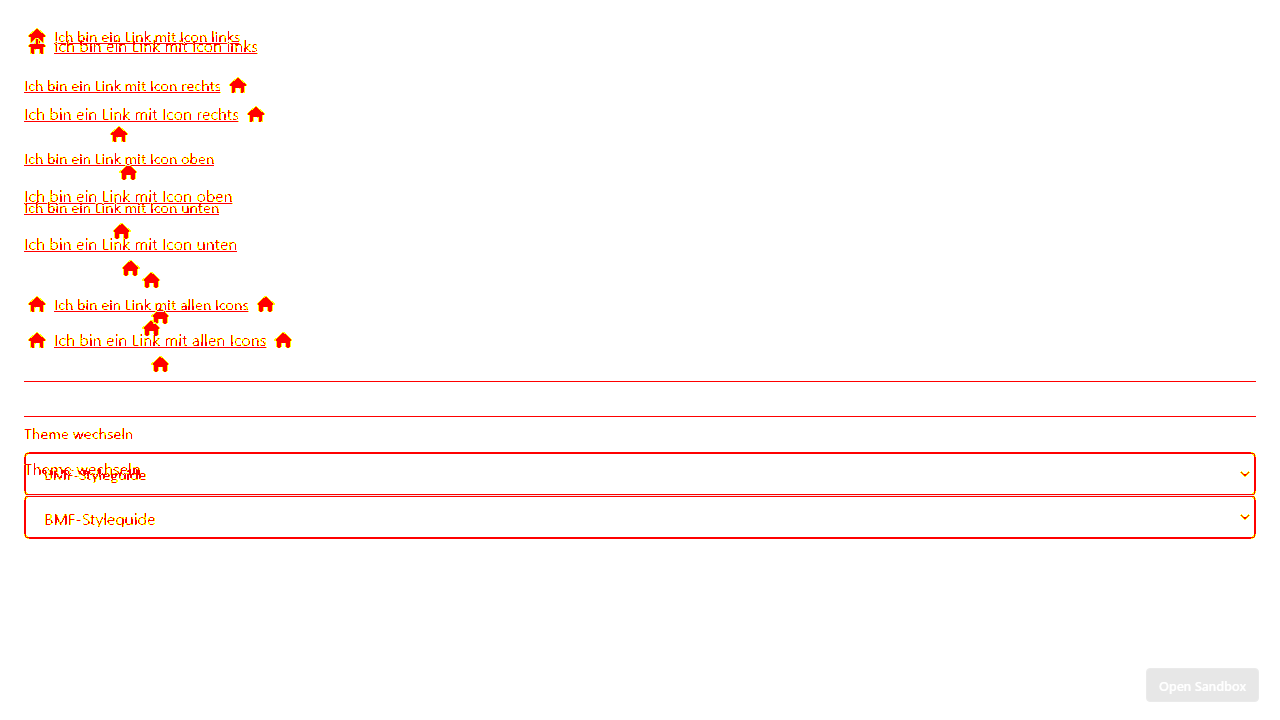 Ich bin ein Link mit Icon links
Ich bin ein Link mit Icon links
Ich bin ein Link mit Icon rechts
Ich bin ein Link mit Icon rechts
Ich bin ein Link mit Icon oben
Ich bin ein Link mit Icon oben
Ich bin ein Link mit Icon unten
Ich bin ein Link mit Icon unten
Ich bin ein Link mit allen Icons
Ich bin ein Link mit allen Icons
Theme wechseln
Theme wechseln
BMF-Styleguide
BMF-Styleguide
Open Sandbox